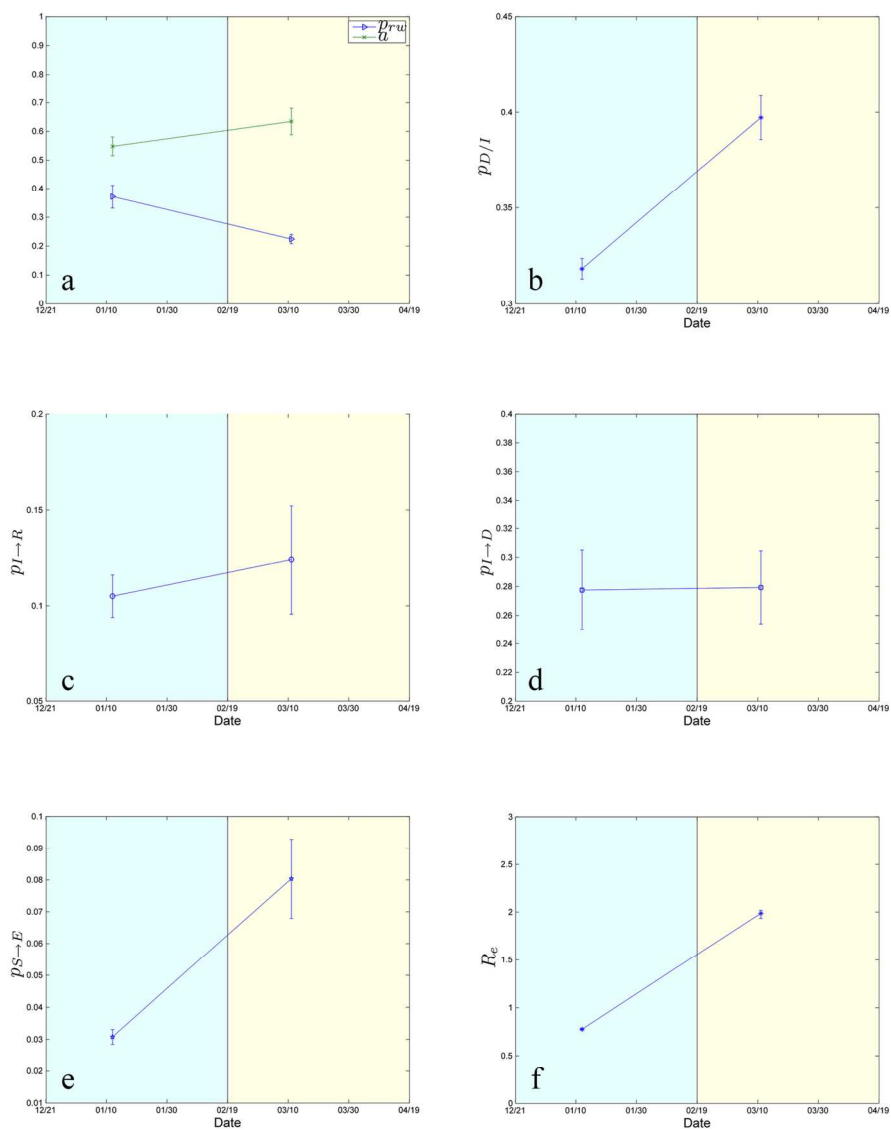 1
0.9
0.8
0.7
0.6
0.5
0.4
0.3
0.2
0.1
0
p_{rw}
a
a
12/21 01/10 01/30 02/19 03/10 03/30 04/19
0.45
0.4
0.35
0.3
p_{D/I}
b
12/21 01/10 01/30 02/19 03/10 03/30 04/19
Date
0.2
0.15
0.1
0.05
p_{I→R}
c
12/21 01/10 01/30 02/19 03/10 03/30 04/19
Date
0.4
0.38
0.36
0.34
0.32
0.3
0.28
0.26
0.24
0.22
0.2
p_{I→D}
d
12/21 01/10 01/30 02/19 03/10 03/30 04/19
Date
0.1
0.09
0.08
0.07
0.06
0.05
0.04
0.03
0.02
0.01
p_{S→E}
e
12/21 01/10 01/30 02/19 03/10 03/30 04/19
Date
3
2.5
2
1.5
1
0.5
0
R_e
f
12/21 01/10 01/30 02/19 03/10 03/30 04/19
Date